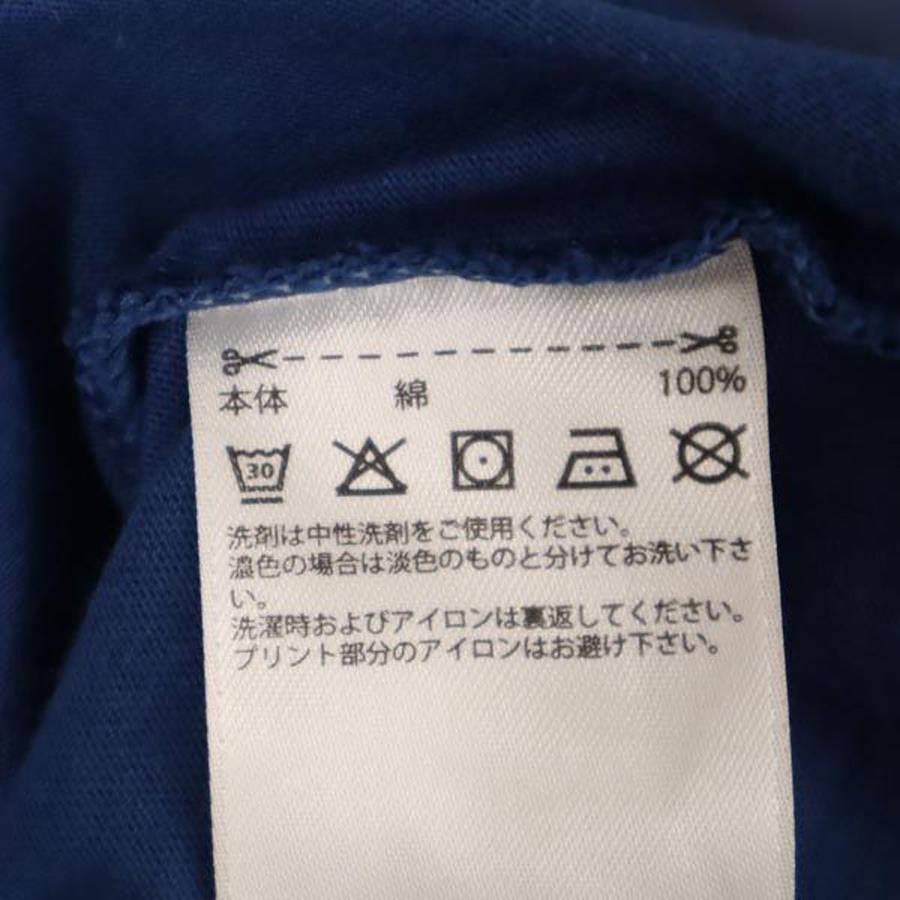 本体 綿 100%
30
洗剤は中性洗剤をご使用ください。
濃色の場合は淡色のものと分けてお洗い下さ
い。
洗濯時およびアイロンは裏返してください。
プリント部分のアイロンはお避け下さい。